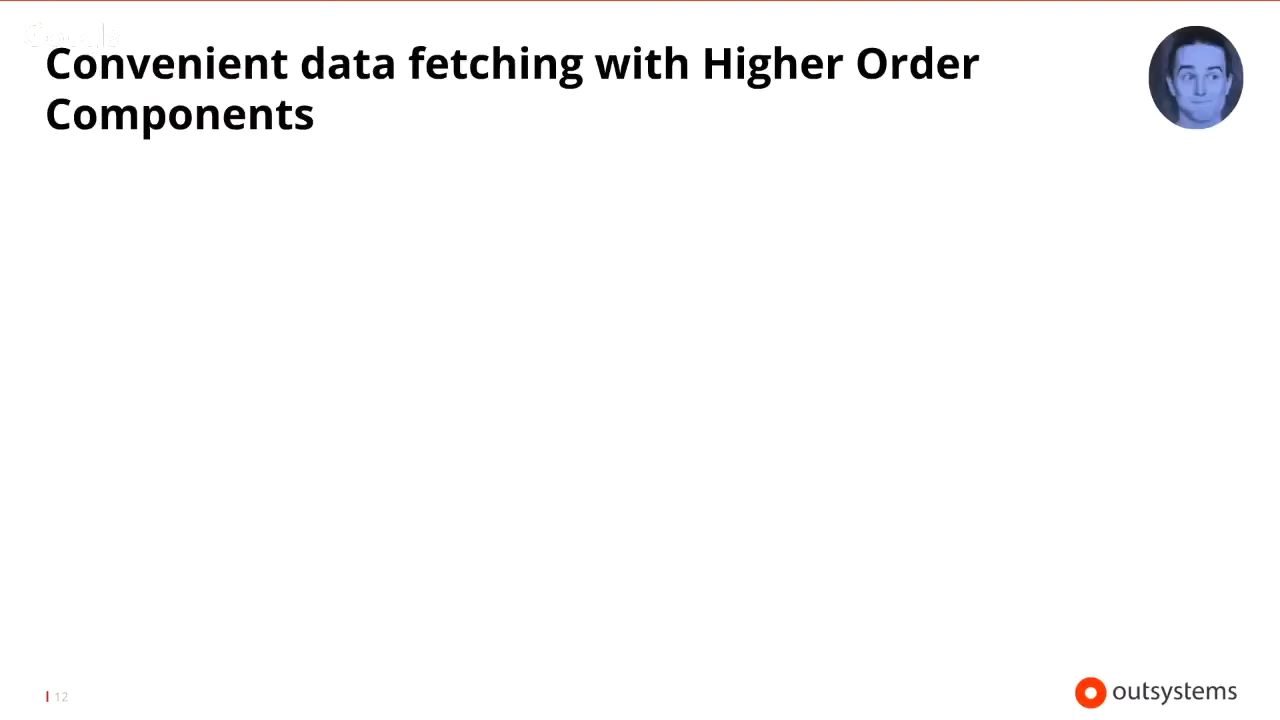 Convenient data fetching with Higher Order
Components
12
outsystems